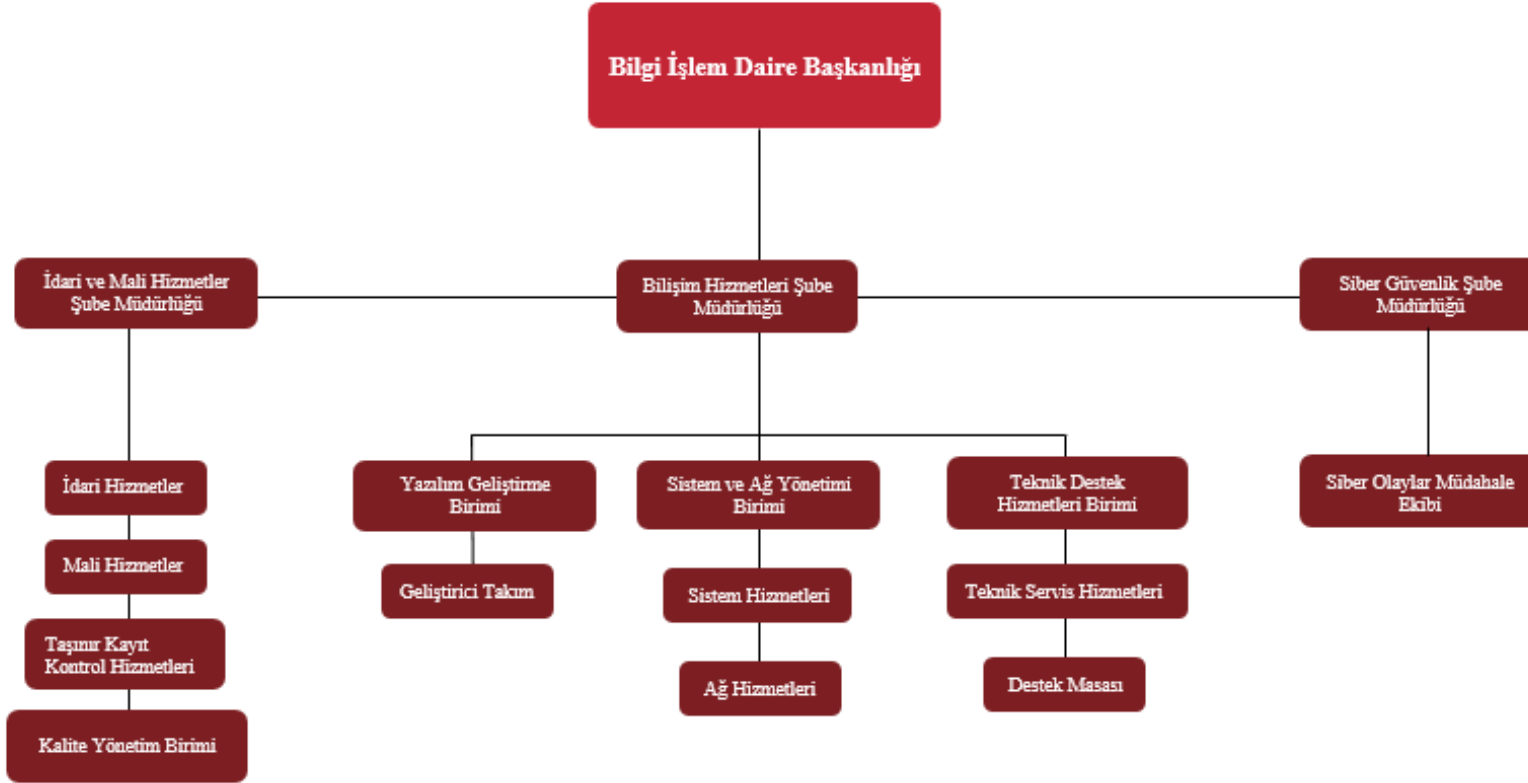 Bilgi İşlem Daire Başkanlığı
İdari ve Mali Hizmetler
Şube Müdürlüğü
Bilişim Hizmetleri Şube
Müdürlüğü
Siber Güvenlik Şube
Müdürlüğü
İdari Hizmetler
Mali Hizmetler
Taşınır Kayıt
Kontrol Hizmetleri
Kalite Yönetim Birimi
Yazılım Geliştirme
Birimi
Geliştirici Takım
Sistem ve Ağ Yönetimi
Birimi
Sistem Hizmetleri
Ağ Hizmetleri
Teknik Destek
Hizmetleri Birimi
Teknik Servis Hizmetleri
Destek Masası
Siber Olaylar Müdahale
Ekibi